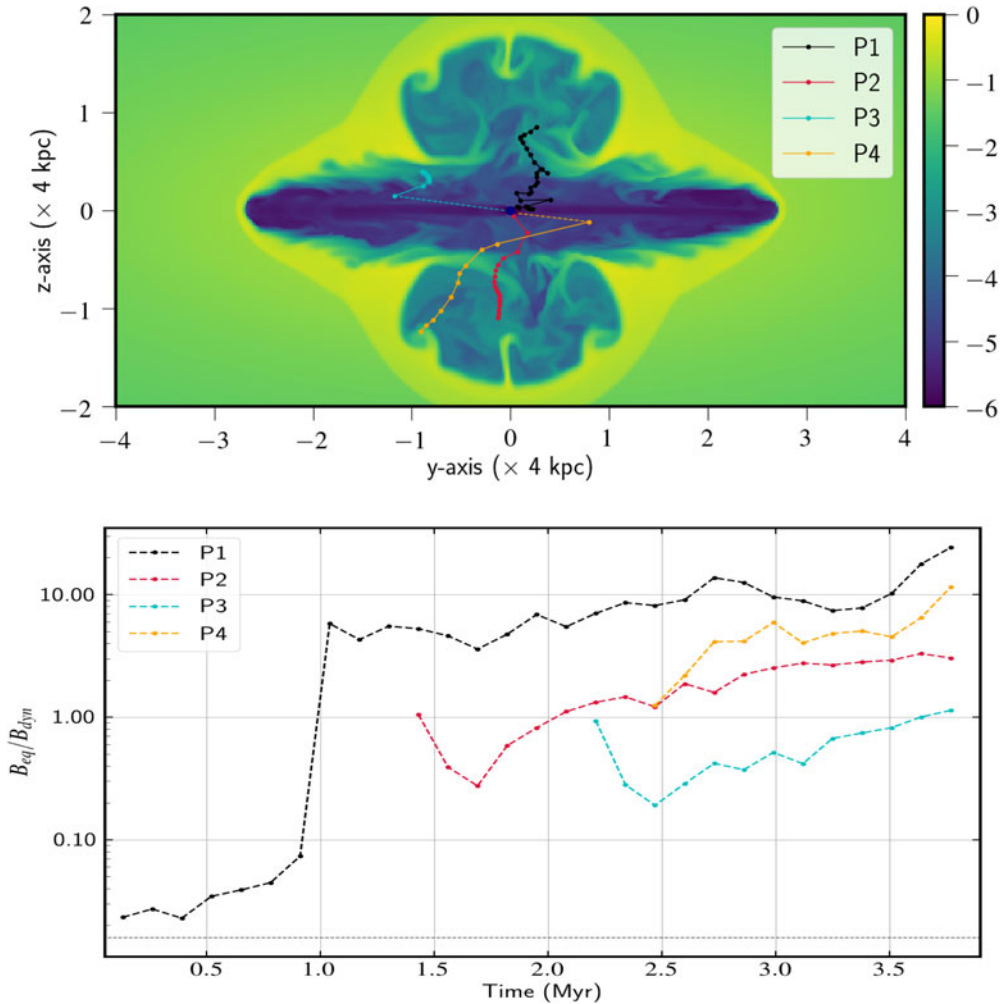 2
1
0
−1
−2
z-axis (× 4 kpc)
−4 −3 −2 −1 0 1 2 3 4
y-axis (× 4 kpc)
P1
P2
P3
P4
0
−1
−2
−3
−4
−5
−6
P1
P2
P3
P4
10.00
1.00
0.10
B_eq/B_dyn
0.5 1.0 1.5 2.0 2.5 3.0 3.5
Time (Myr)